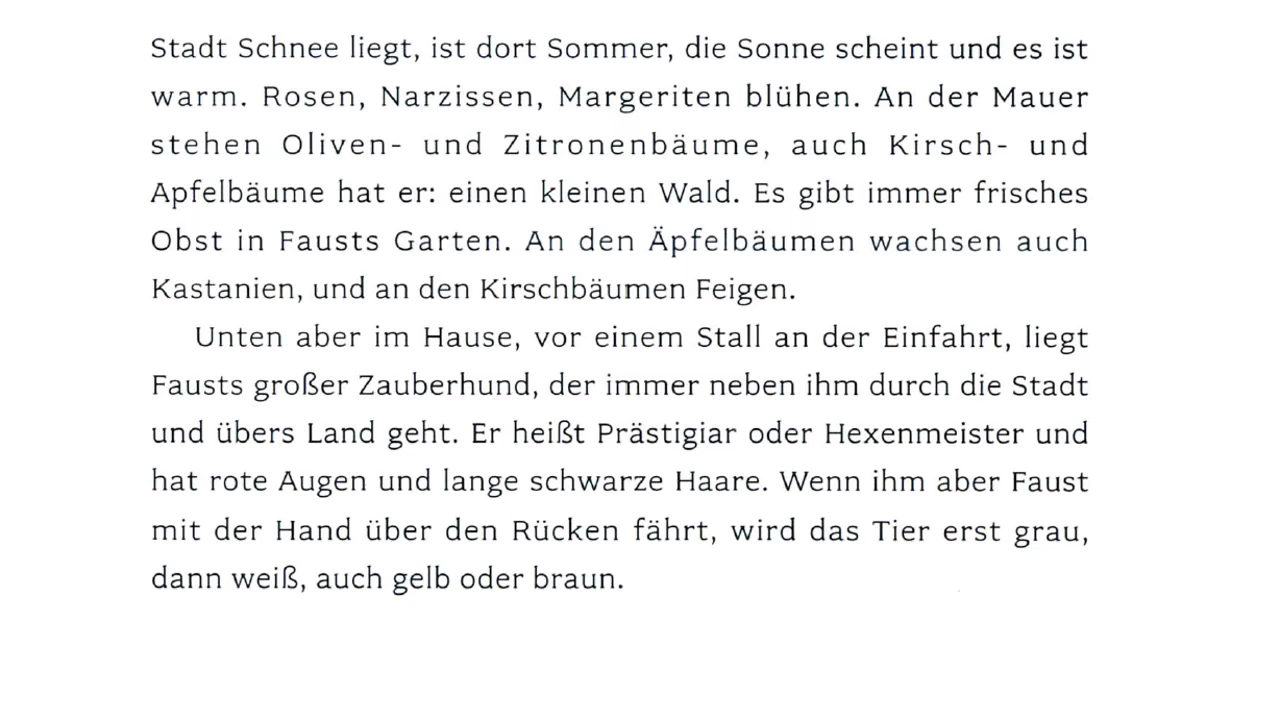 Stadt Schnee liegt, ist dort Sommer, die Sonne scheint und es ist
warm. Rosen, Narzissen, Margeriten blühen. An der Mauer
stehen Oliven- und Zitronenbäume, auch Kirsch- und
Apfelbäume hat er: einen kleinen Wald. Es gibt immer frisches
Obst in Fausts Garten. An den Äpfelbäumen wachsen auch
Kastanien, und an den Kirschbäumen Feigen.
Unten aber im Hause, vor einem Stall an der Einfahrt, liegt
Fausts großer Zauberhund, der immer neben ihm durch die Stadt
und übers Land geht. Er heißt Prästigiar oder Hexenmeister und
hat rote Augen und lange schwarze Haare. Wenn ihm aber Faust
mit der Hand über den Rücken fährt, wird das Tier erst grau,
dann weiß, auch gelb oder braun.